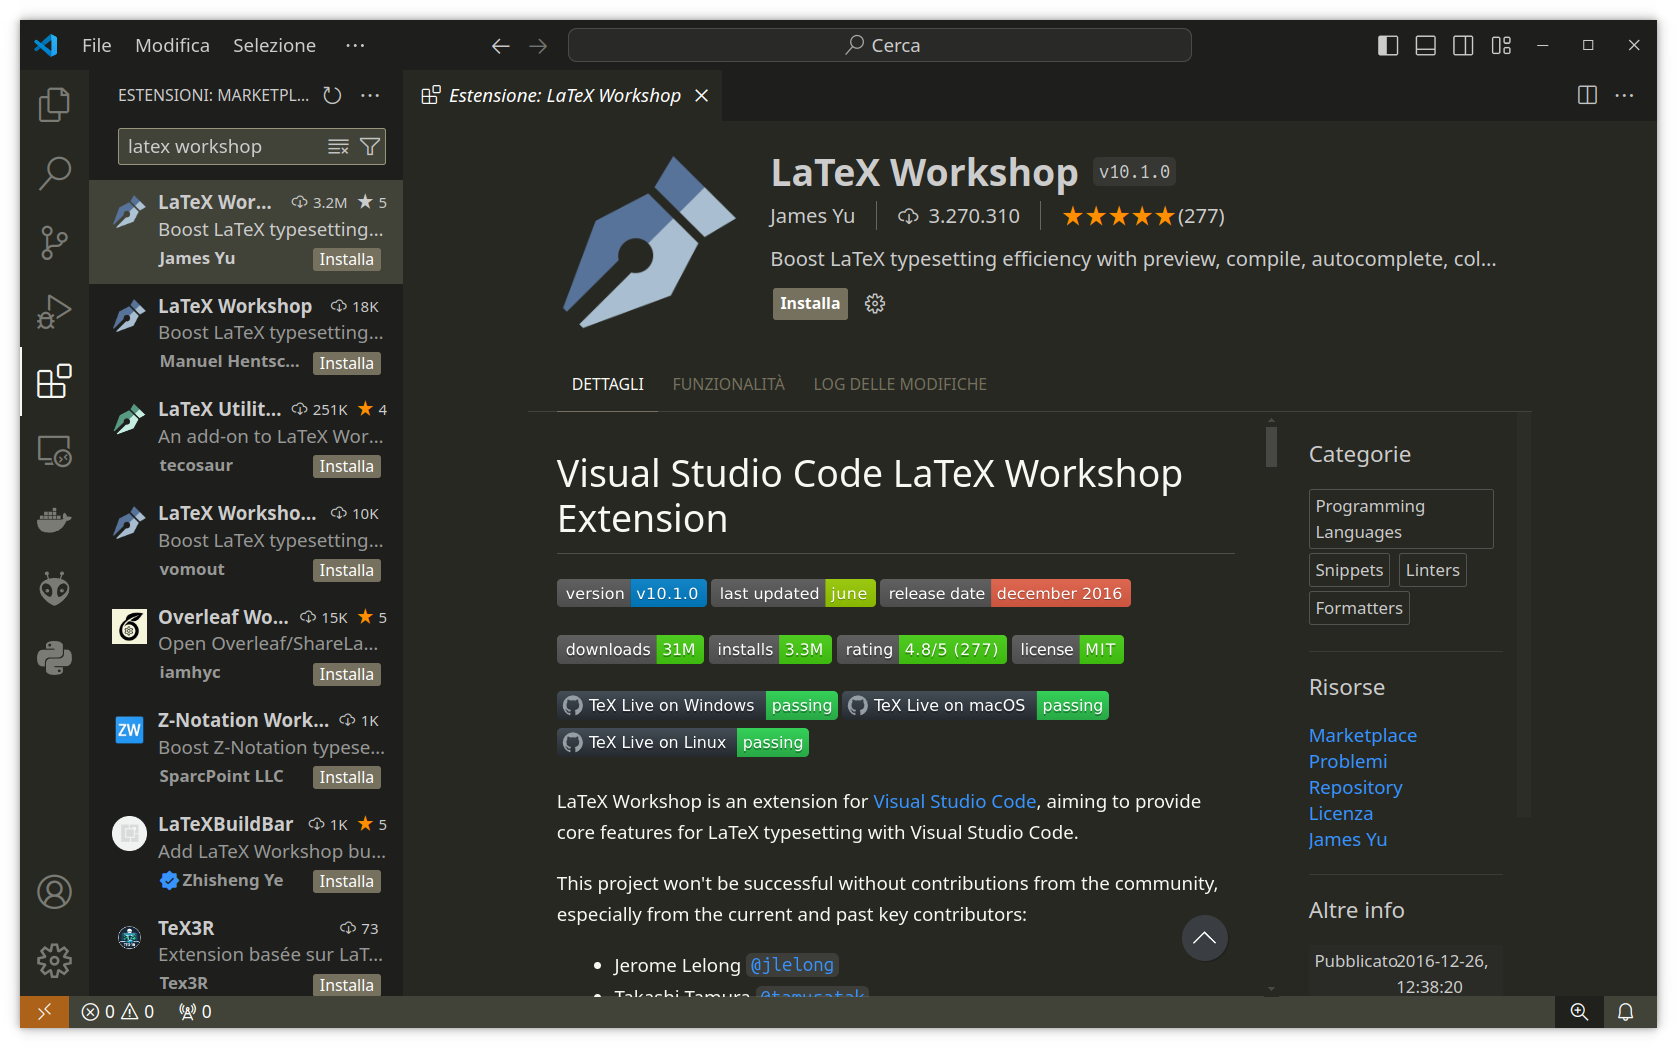 File Modifica Selezione ··· Cerca
ESTENSIONI: MARKETPL...
latex workshop
LaTeX Wor... 3.2M 5
Boost LaTeX typesetting...
James Yu Installa
LaTeX Workshop 18K
Boost LaTeX typesetting...
Manuel Hentsc... Installa
LaTeX Utilit... 251K 4
An add-on to LaTeX Wor...
tecosaur Installa
LaTeX Worksho... 10K
Boost LaTeX typesetting...
vomout Installa
Overleaf Wo... 15K 5
Open Overleaf/ShareLa...
iamhyc Installa
ZW
Z-Notation Work... 1K
Boost Z-Notation typese...
SparcPoint LLC Installa
LaTeXBuildBar 1K 5
Add LaTeX Workshop bu...
Zhisheng Ye Installa
TeX3R 73
Extension basée sur LaT...
Tex3R Installa
Estensione: LaTeX Workshop
LaTeX Workshop v10.1.0
James Yu 3.270.310 ★★★★★(277)
Boost LaTeX typesetting efficiency with preview, compile, autocomplete, col...
Installa
DETTAGLI FUNZIONALITÀ LOG DELLE MODIFICHE
Visual Studio Code LaTeX Workshop
Extension
version v10.1.0 last updated june release date december 2016
downloads 31M installs 3.3M rating 4.8/5 (277) license MIT
TeX Live on Windows passing TeX Live on macOS passing
TeX Live on Linux passing
LaTeX Workshop is an extension for Visual Studio Code, aiming to provide
core features for LaTeX typesetting with Visual Studio Code.
This project won't be successful without contributions from the community,
especially from the current and past key contributors:
• Jerome Lelong @jlelong
• Takashi Tamura @tamuratak
Categorie
Programming
Languages
Snippets Linters
Formatters
Risorse
Marketplace
Problemi
Repository
Licenza
James Yu
Altre info
Pubblicato 2016-12-26,
12:38:20
0 0 0